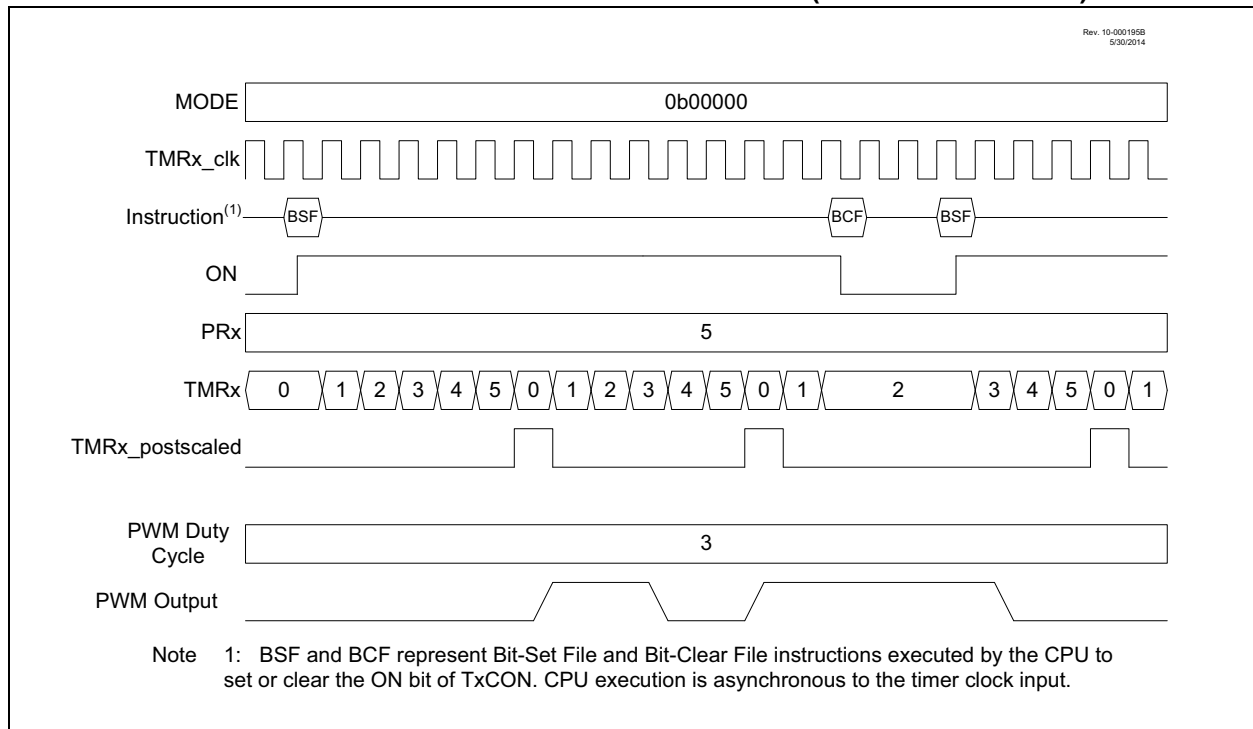 Rev. 10-000195B
5/30/2014
MODE 0b00000
TMRx_clk
Instruction(1) BSF BCF BSF
ON
PRx 5
TMRx 0 1 2 3 4 5 0 1 2 3 4 5 0 1 2 3 4 5 0 1
TMRx_postscaled
PWM Duty
Cycle 3
PWM Output
Note 1: BSF and BCF represent Bit-Set File and Bit-Clear File instructions executed by the CPU to
set or clear the ON bit of TxCON. CPU execution is asynchronous to the timer clock input.